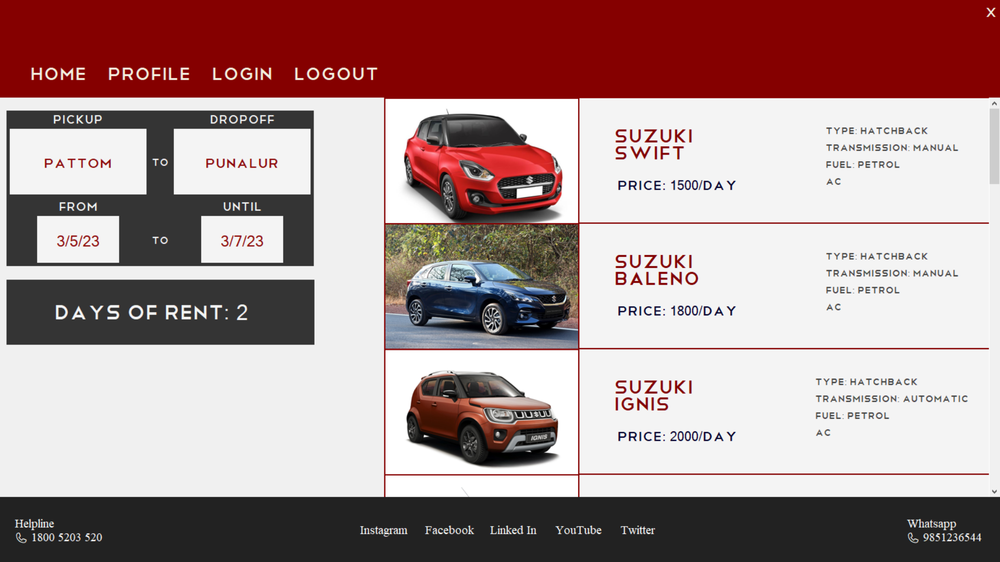 X
HOME PROFILE LOGIN LOGOUT
PICKUP DROPOFF
PATTOM TO PUNALUR
FROM UNTIL
3/5/23 TO 3/7/23
DAYS OF RENT: 2
SUZUKI
SWIFT
PRICE: 1500/DAY
TYPE: HATCHBACK
TRANSMISSION: MANUAL
FUEL: PETROL
AC
SUZUKI
BALENO
PRICE: 1800/DAY
TYPE: HATCHBACK
TRANSMISSION: MANUAL
FUEL: PETROL
AC
IGNIS
SUZUKI
IGNIS
PRICE: 2000/DAY
TYPE: HATCHBACK
TRANSMISSION: AUTOMATIC
FUEL: PETROL
AC
Helpline
1800 5203 520
Instagram Facebook Linked In YouTube Twitter
Whatsapp
9851236544